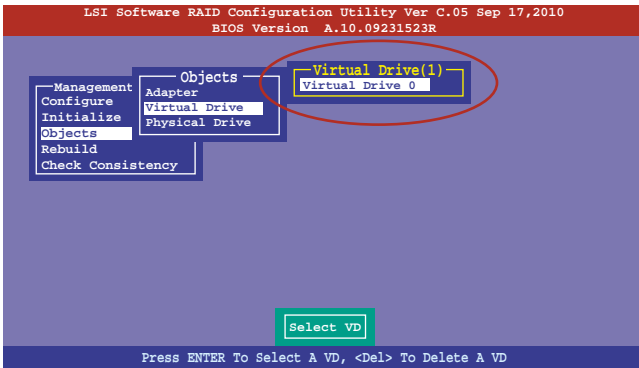 LSI Software RAID Configuration Utility Ver C.05 Sep 17,2010
BIOS Version A.10.09231523R
Management
Configure
Initialize
Objects
Rebuild
Check Consistency
Objects
Adapter
Virtual Drive
Physical Drive
Virtual Drive(1)
Virtual Drive 0
Select VD
Press ENTER To Select A VD, <Del> To Delete A VD